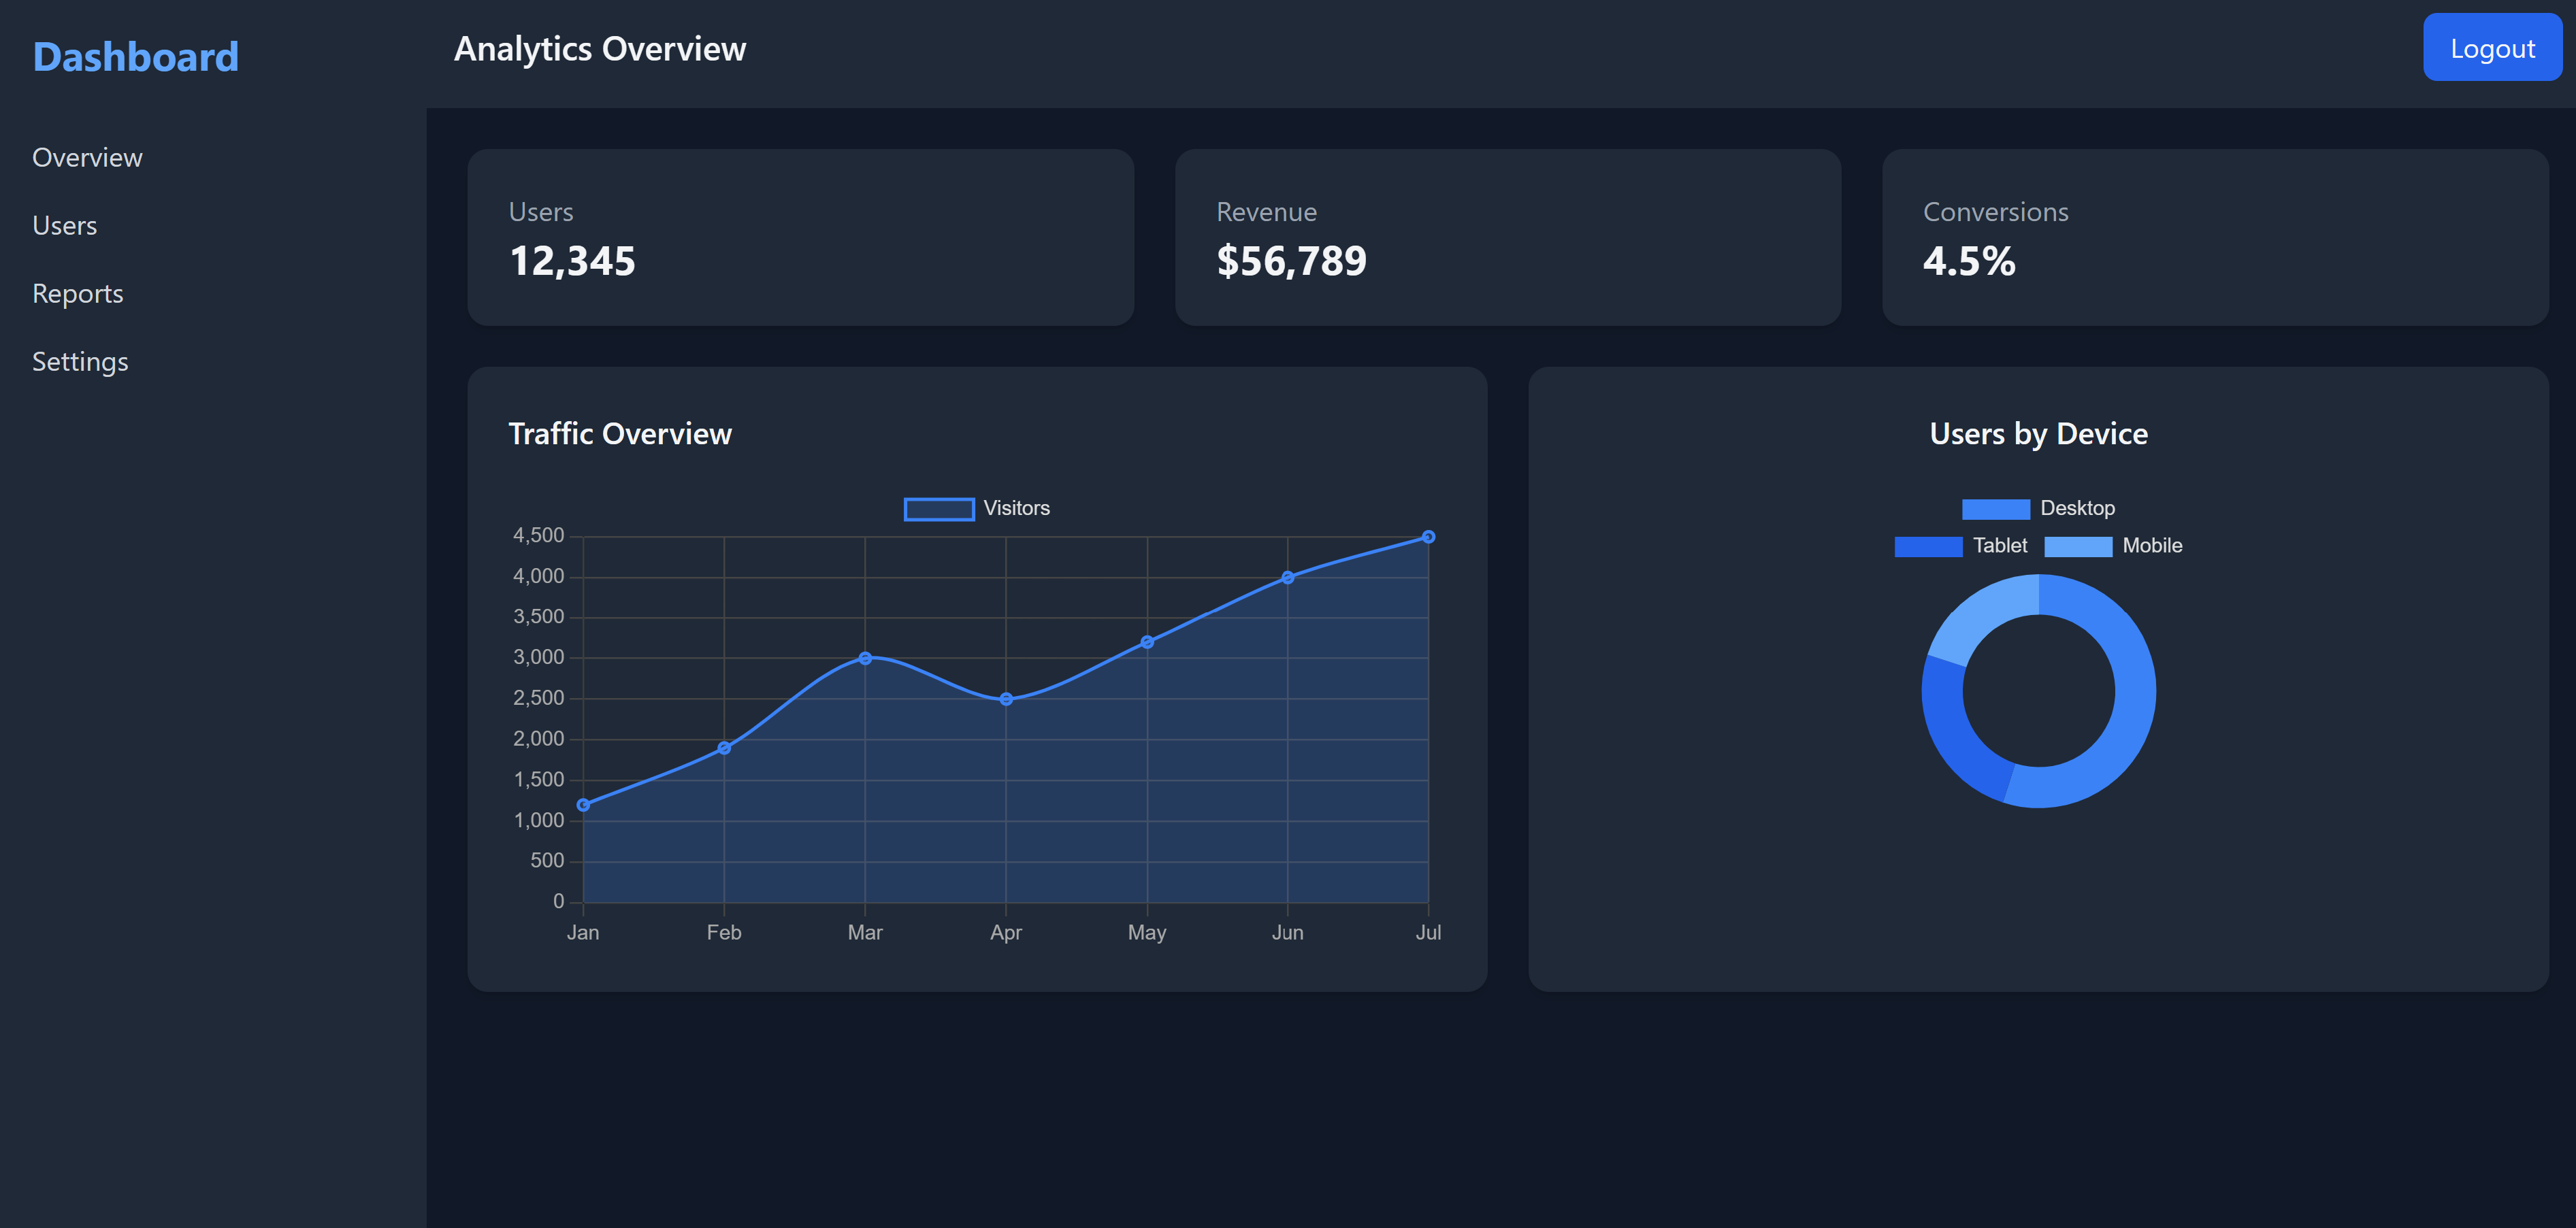 Dashboard
Overview
Users
Reports
Settings
Analytics Overview
Logout
Users
12,345
Revenue
$56,789
Conversions
4.5%
Traffic Overview
Visitors
4,500
4,000
3,500
3,000
2,500
2,000
1,500
1,000
500
0
Jan Feb Mar Apr May Jun Jul
Users by Device
Desktop
Tablet Mobile